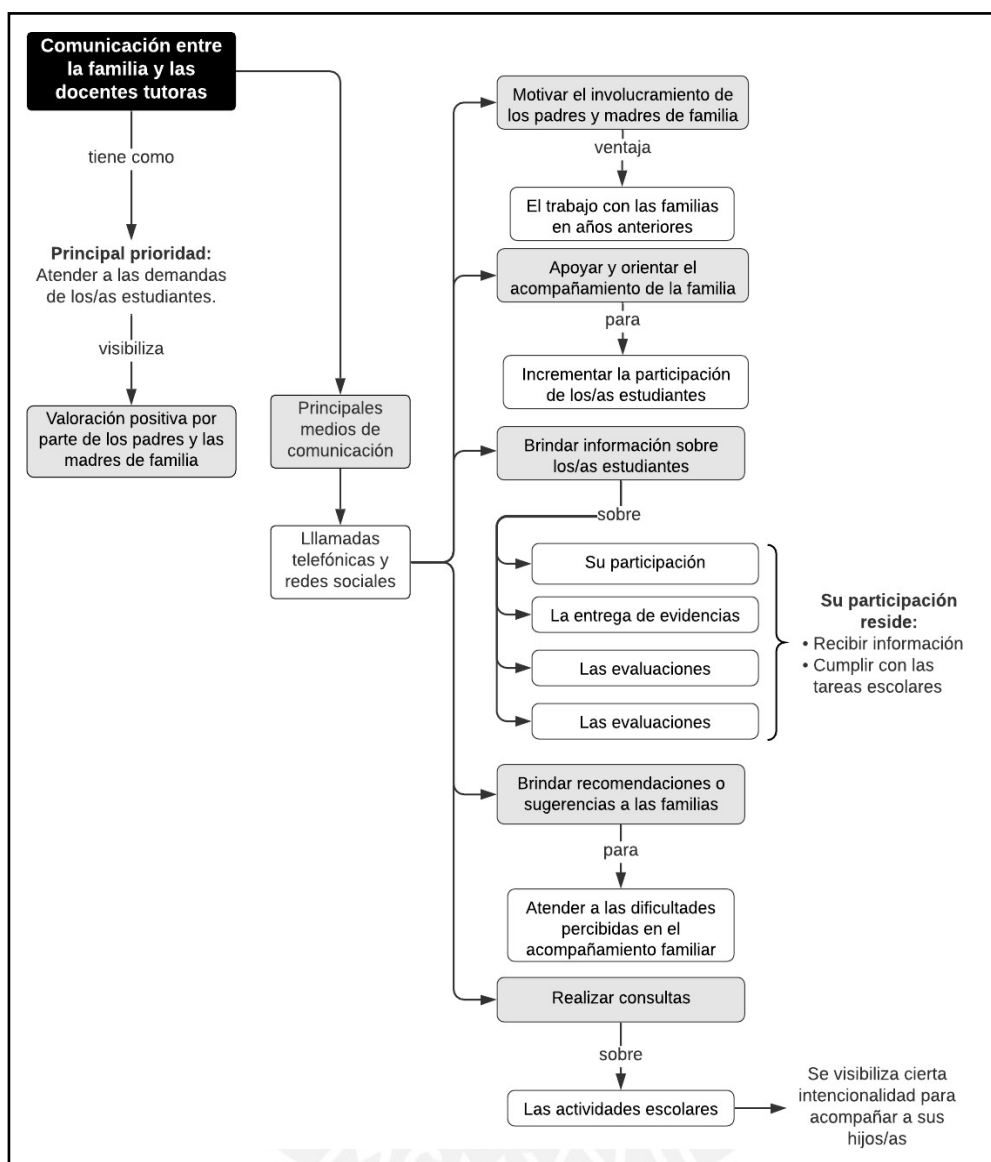 Comunicación entre
la familia y las
docentes tutoras
tiene como
Principal prioridad:
Atender a las demandas
de los/as estudiantes.
visibiliza
Valoración positiva por
parte de los padres y las
madres de familia
Principales
medios de
comunicación
Lllamadas
telefónicas y
redes sociales
Motivar el involucramiento de
los padres y madres de familia
ventaja
El trabajo con las familias
en años anteriores
Apoyar y orientar el
acompañamiento de la familia
para
Incrementar la participación
de los/as estudiantes
Brindar información sobre
los/as estudiantes
sobre
Su participación
La entrega de evidencias
Las evaluaciones
Las evaluaciones
Su participación
reside:
• Recibir información
• Cumplir con las
tareas escolares
Brindar recomendaciones o
sugerencias a las familias
para
Atender a las dificultades
percibidas en el
acompañamiento familiar
Realizar consultas
sobre
Las actividades escolares
Se visibiliza cierta
intencionalidad para
acompañar a sus
hijos/as